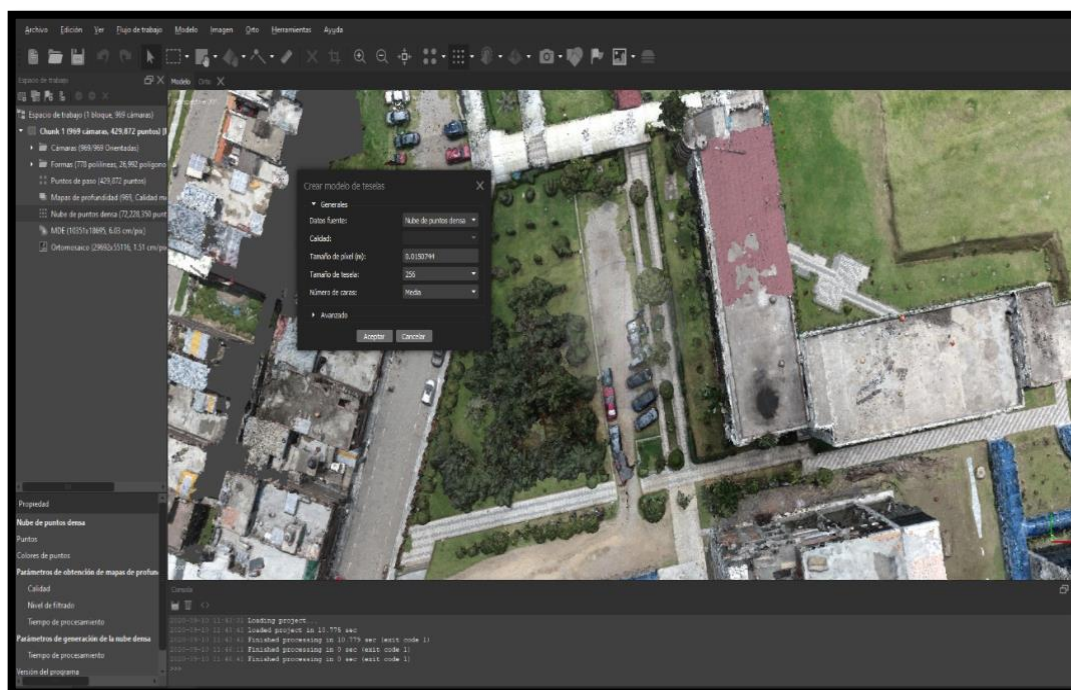 Archivo Edición Ver Flujo de trabajo Modelo Imagen Orto Herramientas Ayuda
Espacio de trabajo
Modelo Orto
Espacio de trabajo (1 bloque, 969 cámaras)
Chunk 1 (969 cámaras, 429,872 puntos)
Cámaras (969/969 Orientadas)
Formas (778 polilíneas, 26,962 polígono
Puntos de paso (429,872 puntos)
Mapas de profundidad (969, Calidad m
Nube de puntos densa (72,228,350 punt
MDE (10351x18695, 6.03 cm/pix)
Ortomosaico (29692x55116, 1.51 cm/pi
Crear modelo de teselas
Generales
Datos fuente: Nube de puntos densa
Calidad:
Tamaño de píxel (m): 0.0150744
Tamaño de tesela: 256
Número de caras: Media
Avanzado
Aceptar Cancelar
Propiedad
Nube de puntos densa
Puntos
Colores de puntos
Parámetros de obtención de mapas de profun
Calidad
Nivel de filtrado
Tiempo de procesamiento
Parámetros de generación de la nube densa
Tiempo de procesamiento
Versión del programa
Consola
Loading project...
Loaded project in 10.775 sec
Finished processing in 10.779 sec (exit code 1)
Finished processing in 0 sec (exit code 1)
Finished processing in 0 sec (exit code 1)
>>>